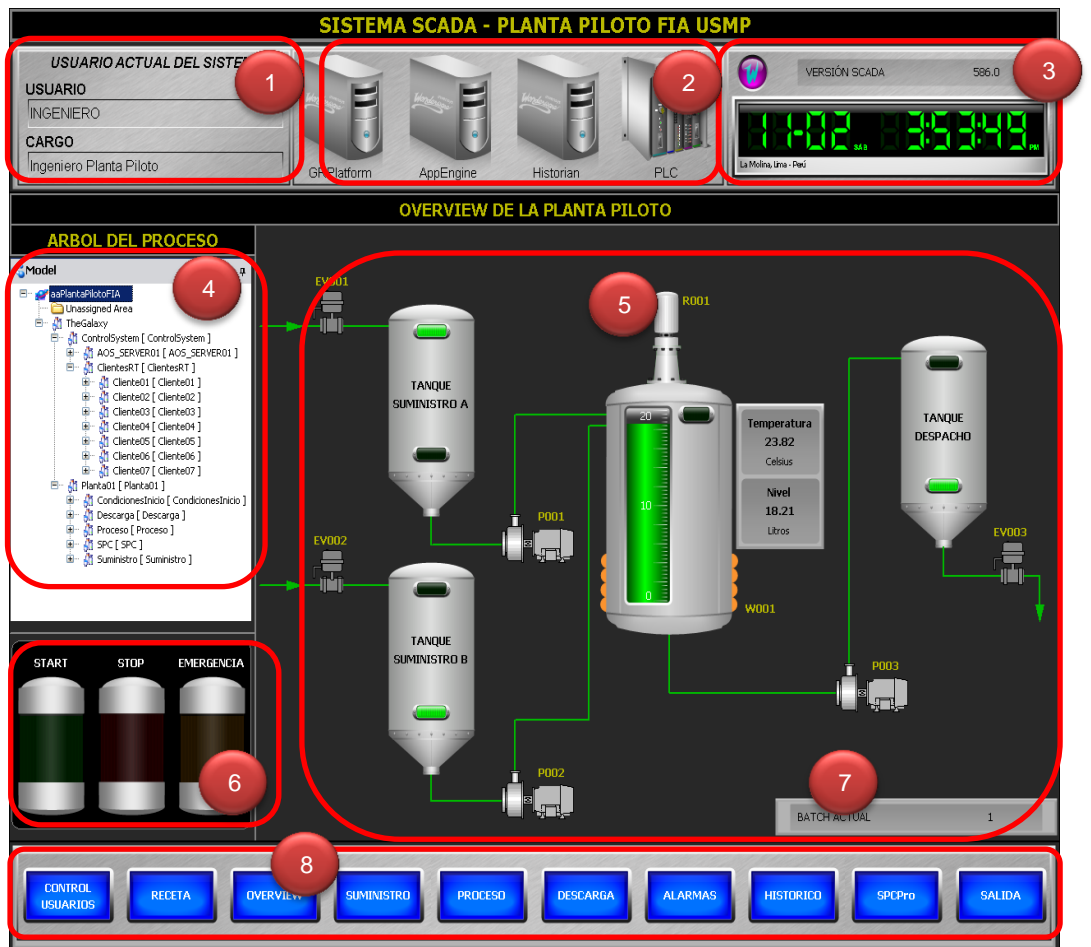 SISTEMA SCADA - PLANTA PILOTO FIA USMP
USUARIO ACTUAL DEL
1
USUARIO
INGENIERO
CARGO
Ingeniero Planta Piloto
2
Wonderware
Wonderware
Wonderware
GRPlatform
AppEngine
Historian
PLC
W
VERSIÓN SCADA 586.0
3
11-02 SAB 3:53:49 PM
La Molina, Lima - Perú
OVERVIEW DE LA PLANTA PILOTO
ARBOL DEL PROCESO
Model
4
aaPlantaPilotoFIA
Unassigned Area
TheGalaxy
ControlSystem [ ControlSystem ]
AOS_SERVER01 [ AOS_SERVER01 ]
ClientesRT [ ClientesRT ]
Cliente01 [ Cliente01 ]
Cliente02 [ Cliente02 ]
Cliente03 [ Cliente03 ]
Cliente04 [ Cliente04 ]
Cliente05 [ Cliente05 ]
Cliente06 [ Cliente06 ]
Cliente07 [ Cliente07 ]
Planta01 [ Planta01 ]
CondicionesInicio [ CondicionesInicio ]
Descarga [ Descarga ]
Proceso [ Proceso ]
SPC [ SPC ]
Suministro [ Suministro ]
EV001
TANQUE
SUMINISTRO A
P001
EV002
TANQUE
SUMINISTRO B
P002
5
R001
20
10
0
Temperatura
23.82
Celsius
Nivel
18.21
Litros
W001
TANQUE
DESPACHO
EV003
P003
START
STOP
EMERGENCIA
6
7
BATCH ACTUAL 1
8
CONTROL
USUARIOS
RECETA
OVERVIEW
SUMINISTRO
PROCESO
DESCARGA
ALARMAS
HISTORICO
SPCPro
SALIDA